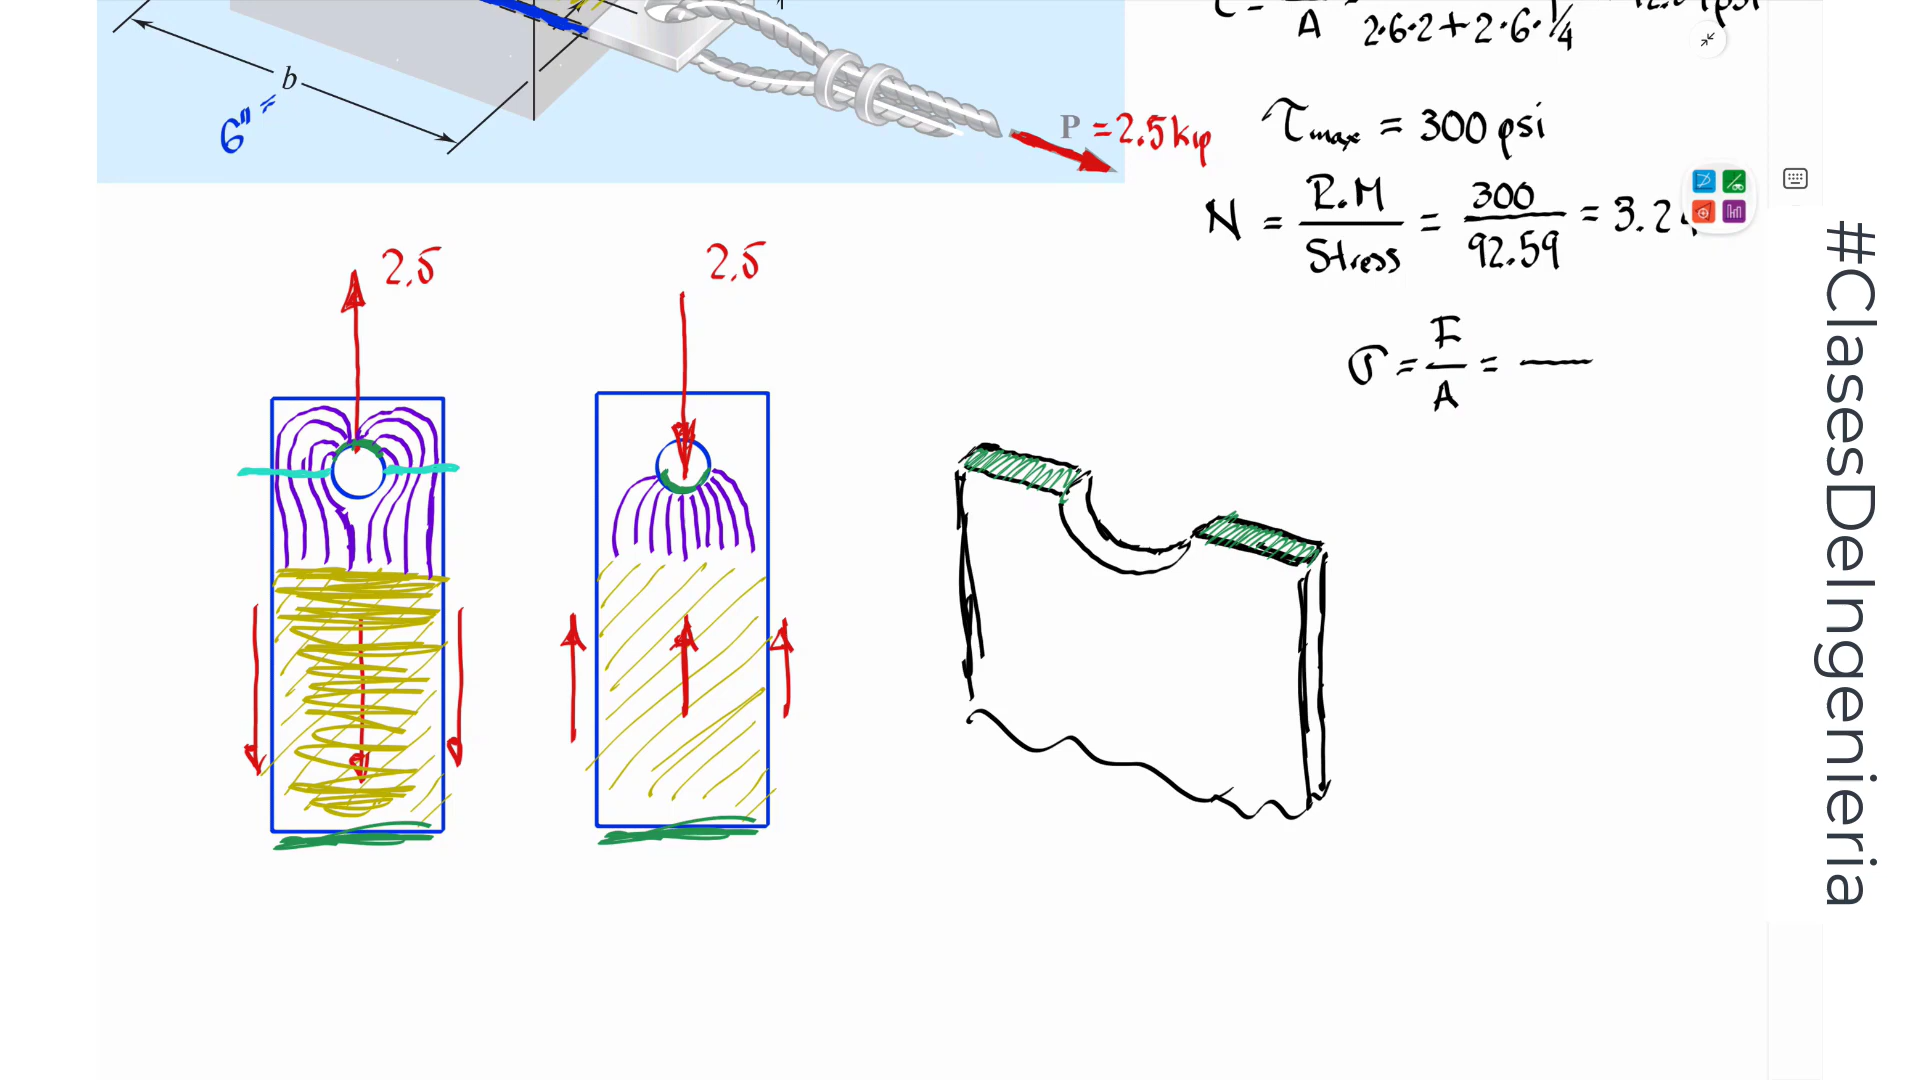 A 2·6·2 + 2·6·1/4
b
6" =
P = 2.5 kip
τmax = 300 psi
N = R.M / Stress = 300 / 92.59 = 3.2
2.5
2.5
σ = F / A =
#ClasesDeIngenieria